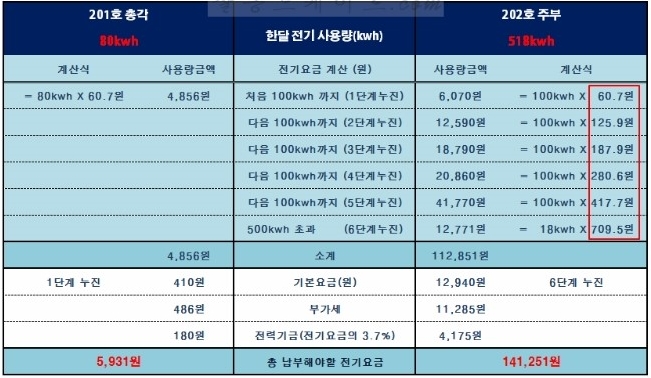 201호 총각 한달 전기 사용량(kwh) 202호 주부
80kwh 518kwh
계산식 사용량금액 전기요금 계산 (원) 사용량금액 계산식
= 80kwh X 60.7원 4,856원 처음 100kwh 까지 (1단계누진) 6,070원 = 100kwh X 60.7원
다음 100kwh까지 (2단계누진) 12,590원 = 100kwh X 125.9원
다음 100kwh까지 (3단계누진) 18,790원 = 100kwh X 187.9원
다음 100kwh까지 (4단계누진) 20,860원 = 100kwh X 280.6원
다음 100kwh까지 (5단계누진) 41,770원 = 100kwh X 417.7원
500kwh 초과 (6단계누진) 12,771원 = 18kwh X 709.5원
4,856원 소계 112,851원
1단계 누진 410원 기본요금(원) 12,940원 6단계 누진
486원 부가세 11,285원
180원 전력기금(전기요금의 3.7%) 4,175원
5,931원 총 납부해야할 전기요금 141,251원